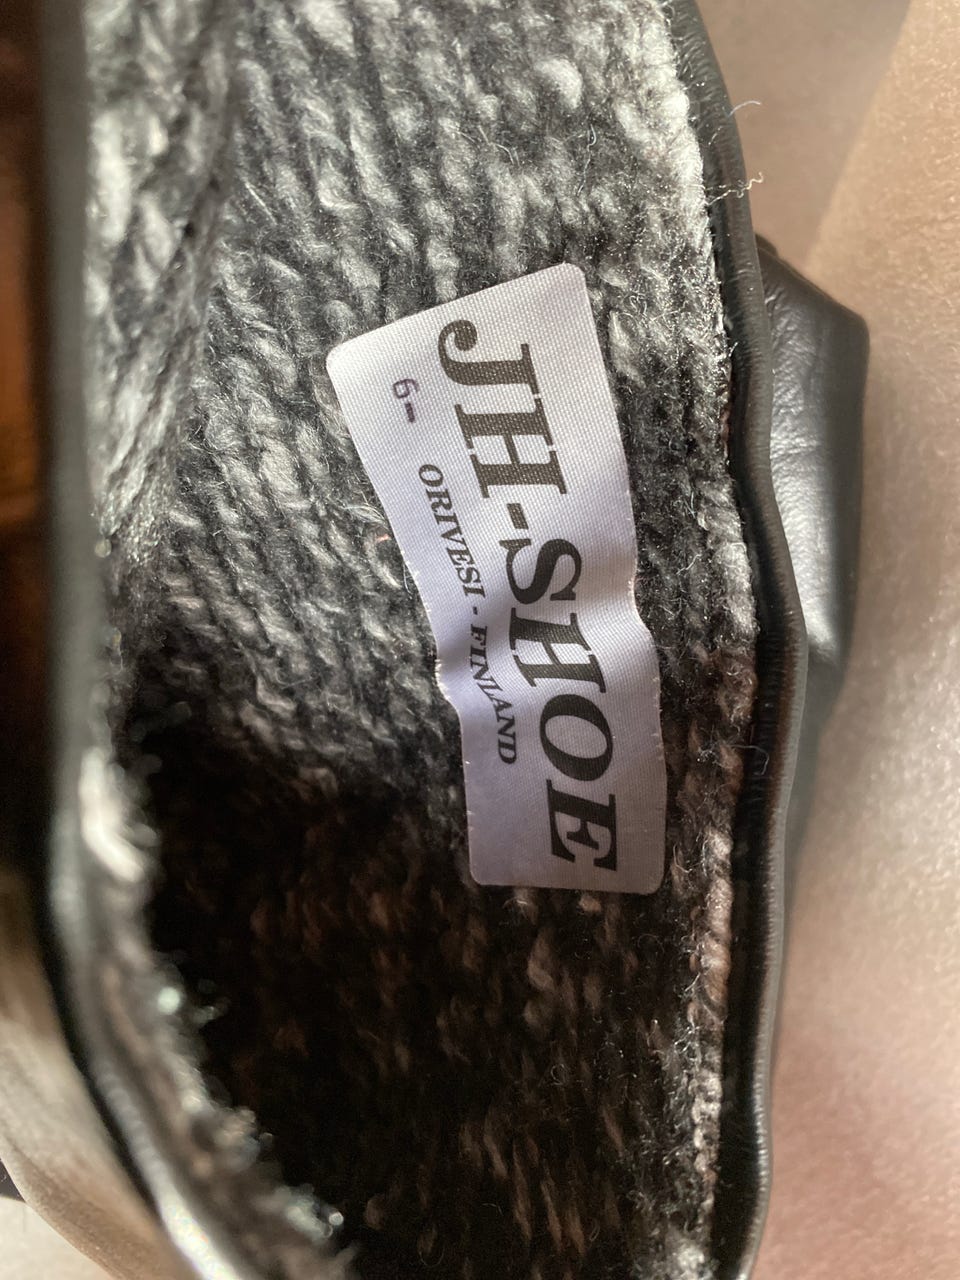 JH-SHOE
6- ORIVESI - FINLAND